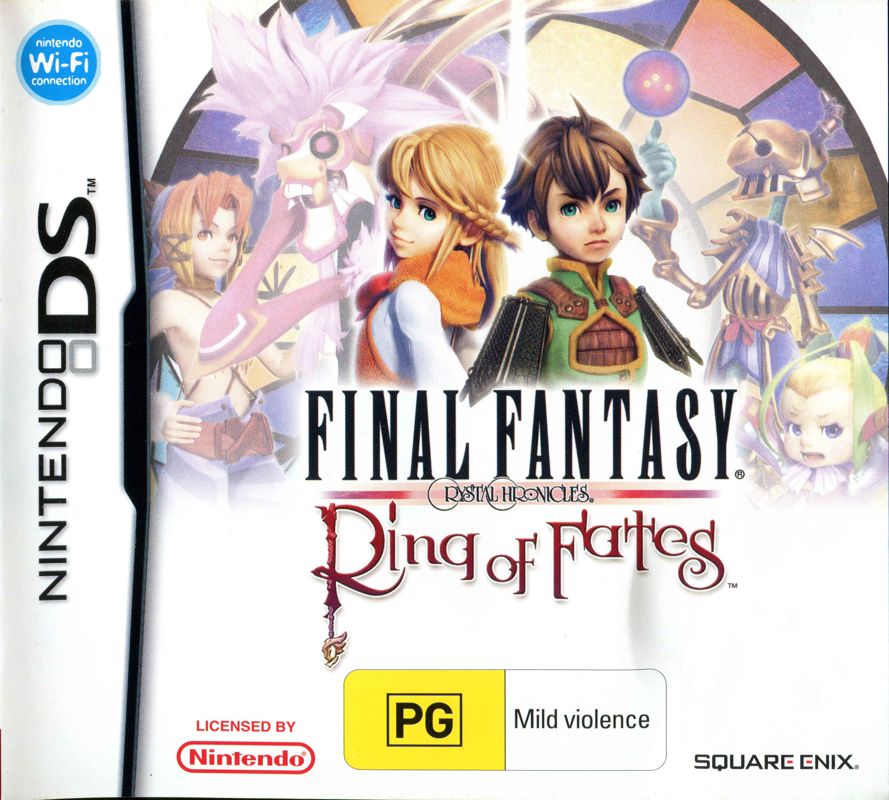 nintendo
Wi-Fi
connection
NINTENDO DS™
FINAL FANTASY®
CRYSTAL CHRONICLES®
Ring of Fates™
PG
Mild violence
LICENSED BY
Nintendo®
SQUARE ENIX®